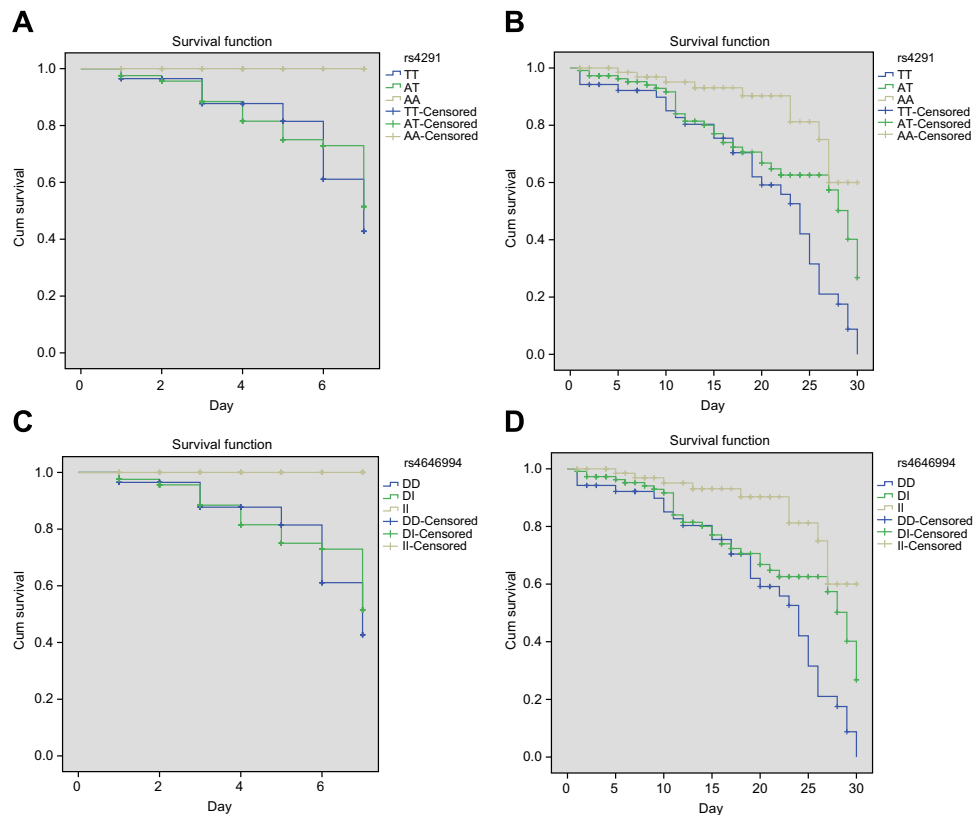 A
Survival function
rs4291
TT
AT
AA
TT-Censored
AT-Censored
AA-Censored
Cum survival
1.0
0.8
0.6
0.4
0.2
0.0
0 2 4 6
Day
B
Survival function
rs4291
TT
AT
AA
TT-Censored
AT-Censored
AA-Censored
Cum survival
1.0
0.8
0.6
0.4
0.2
0.0
0 5 10 15 20 25 30
Day
C
Survival function
rs4646994
DD
DI
II
DD-Censored
DI-Censored
II-Censored
Cum survival
1.0
0.8
0.6
0.4
0.2
0.0
0 2 4 6
Day
D
Survival function
rs4646994
DD
DI
II
DD-Censored
DI-Censored
II-Censored
Cum survival
1.0
0.8
0.6
0.4
0.2
0.0
0 5 10 15 20 25 30
Day